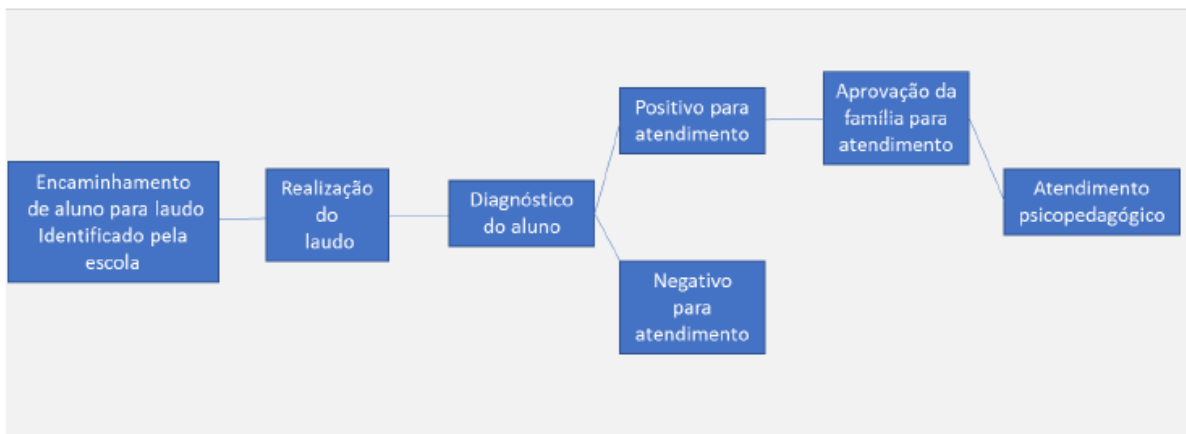 Encaminhamento
de aluno para laudo
Identificado pela
escola
Realização
do
laudo
Diagnóstico
do aluno
Positivo para
atendimento
Negativo
para
atendimento
Aprovação da
família para
atendimento
Atendimento
psicopedagógico